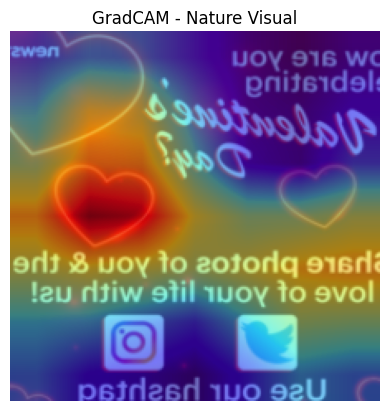 GradCAM - Nature Visual
news
ow are you
elebrating
Valentine's
Day?
Share photos of you & the
love of your life with us!
Use our hashtag